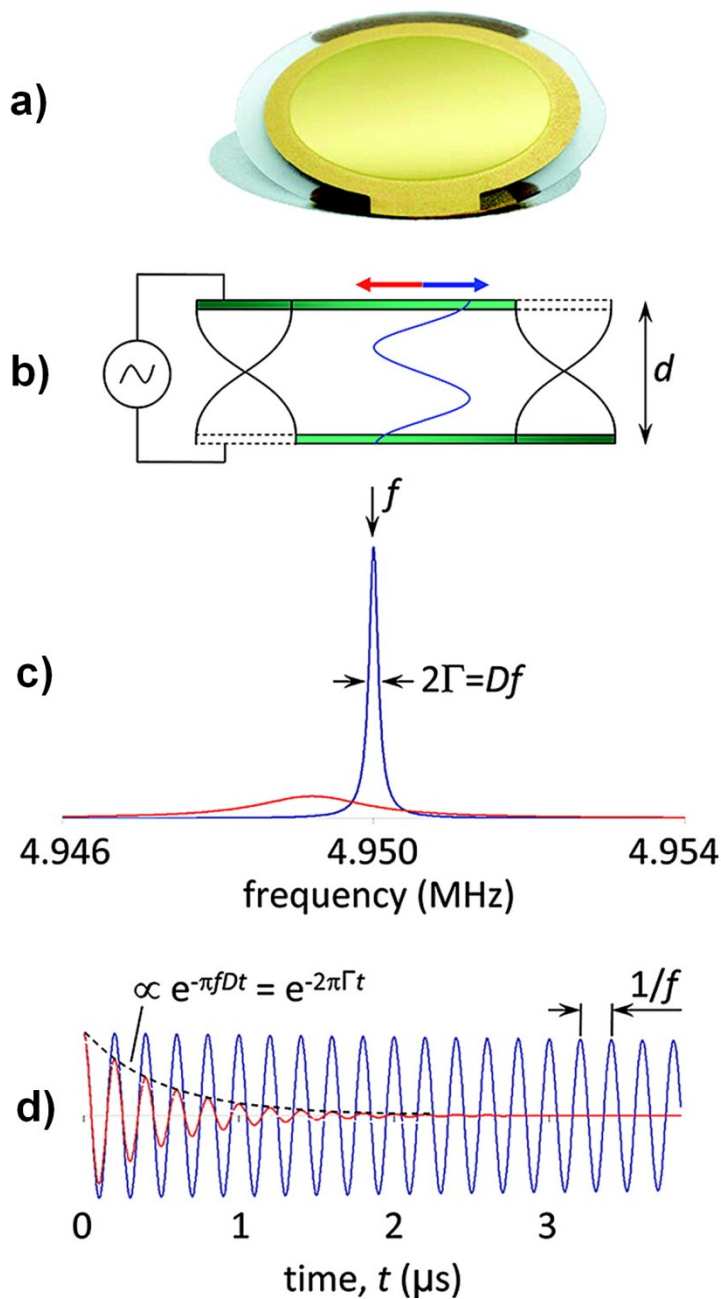 a)
b)
d
f
c)
2Γ=Df
4.946 4.950 4.954
frequency (MHz)
∝ e^-πfDt = e^-2πΓt
1/f
d)
0 1 2 3
time, t (μs)